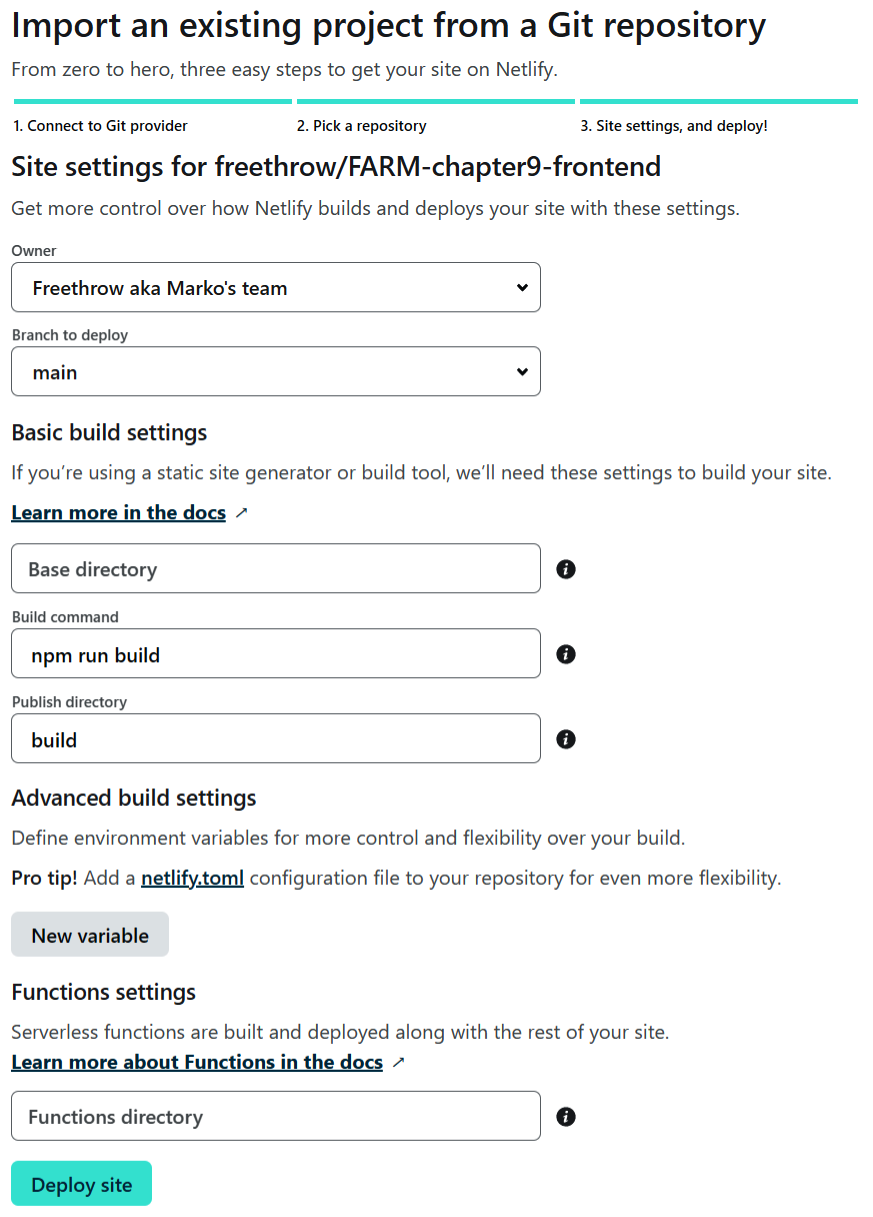 Import an existing project from a Git repository
From zero to hero, three easy steps to get your site on Netlify.
1. Connect to Git provider
2. Pick a repository
3. Site settings, and deploy!
Site settings for freethrow/FARM-chapter9-frontend
Get more control over how Netlify builds and deploys your site with these settings.
Owner
Freethrow aka Marko's team
Branch to deploy
main
Basic build settings
If you’re using a static site generator or build tool, we’ll need these settings to build your site.
Learn more in the docs ↗
Base directory
Build command
npm run build
Publish directory
build
Advanced build settings
Define environment variables for more control and flexibility over your build.
Pro tip! Add a netlify.toml configuration file to your repository for even more flexibility.
New variable
Functions settings
Serverless functions are built and deployed along with the rest of your site.
Learn more about Functions in the docs ↗
Functions directory
Deploy site